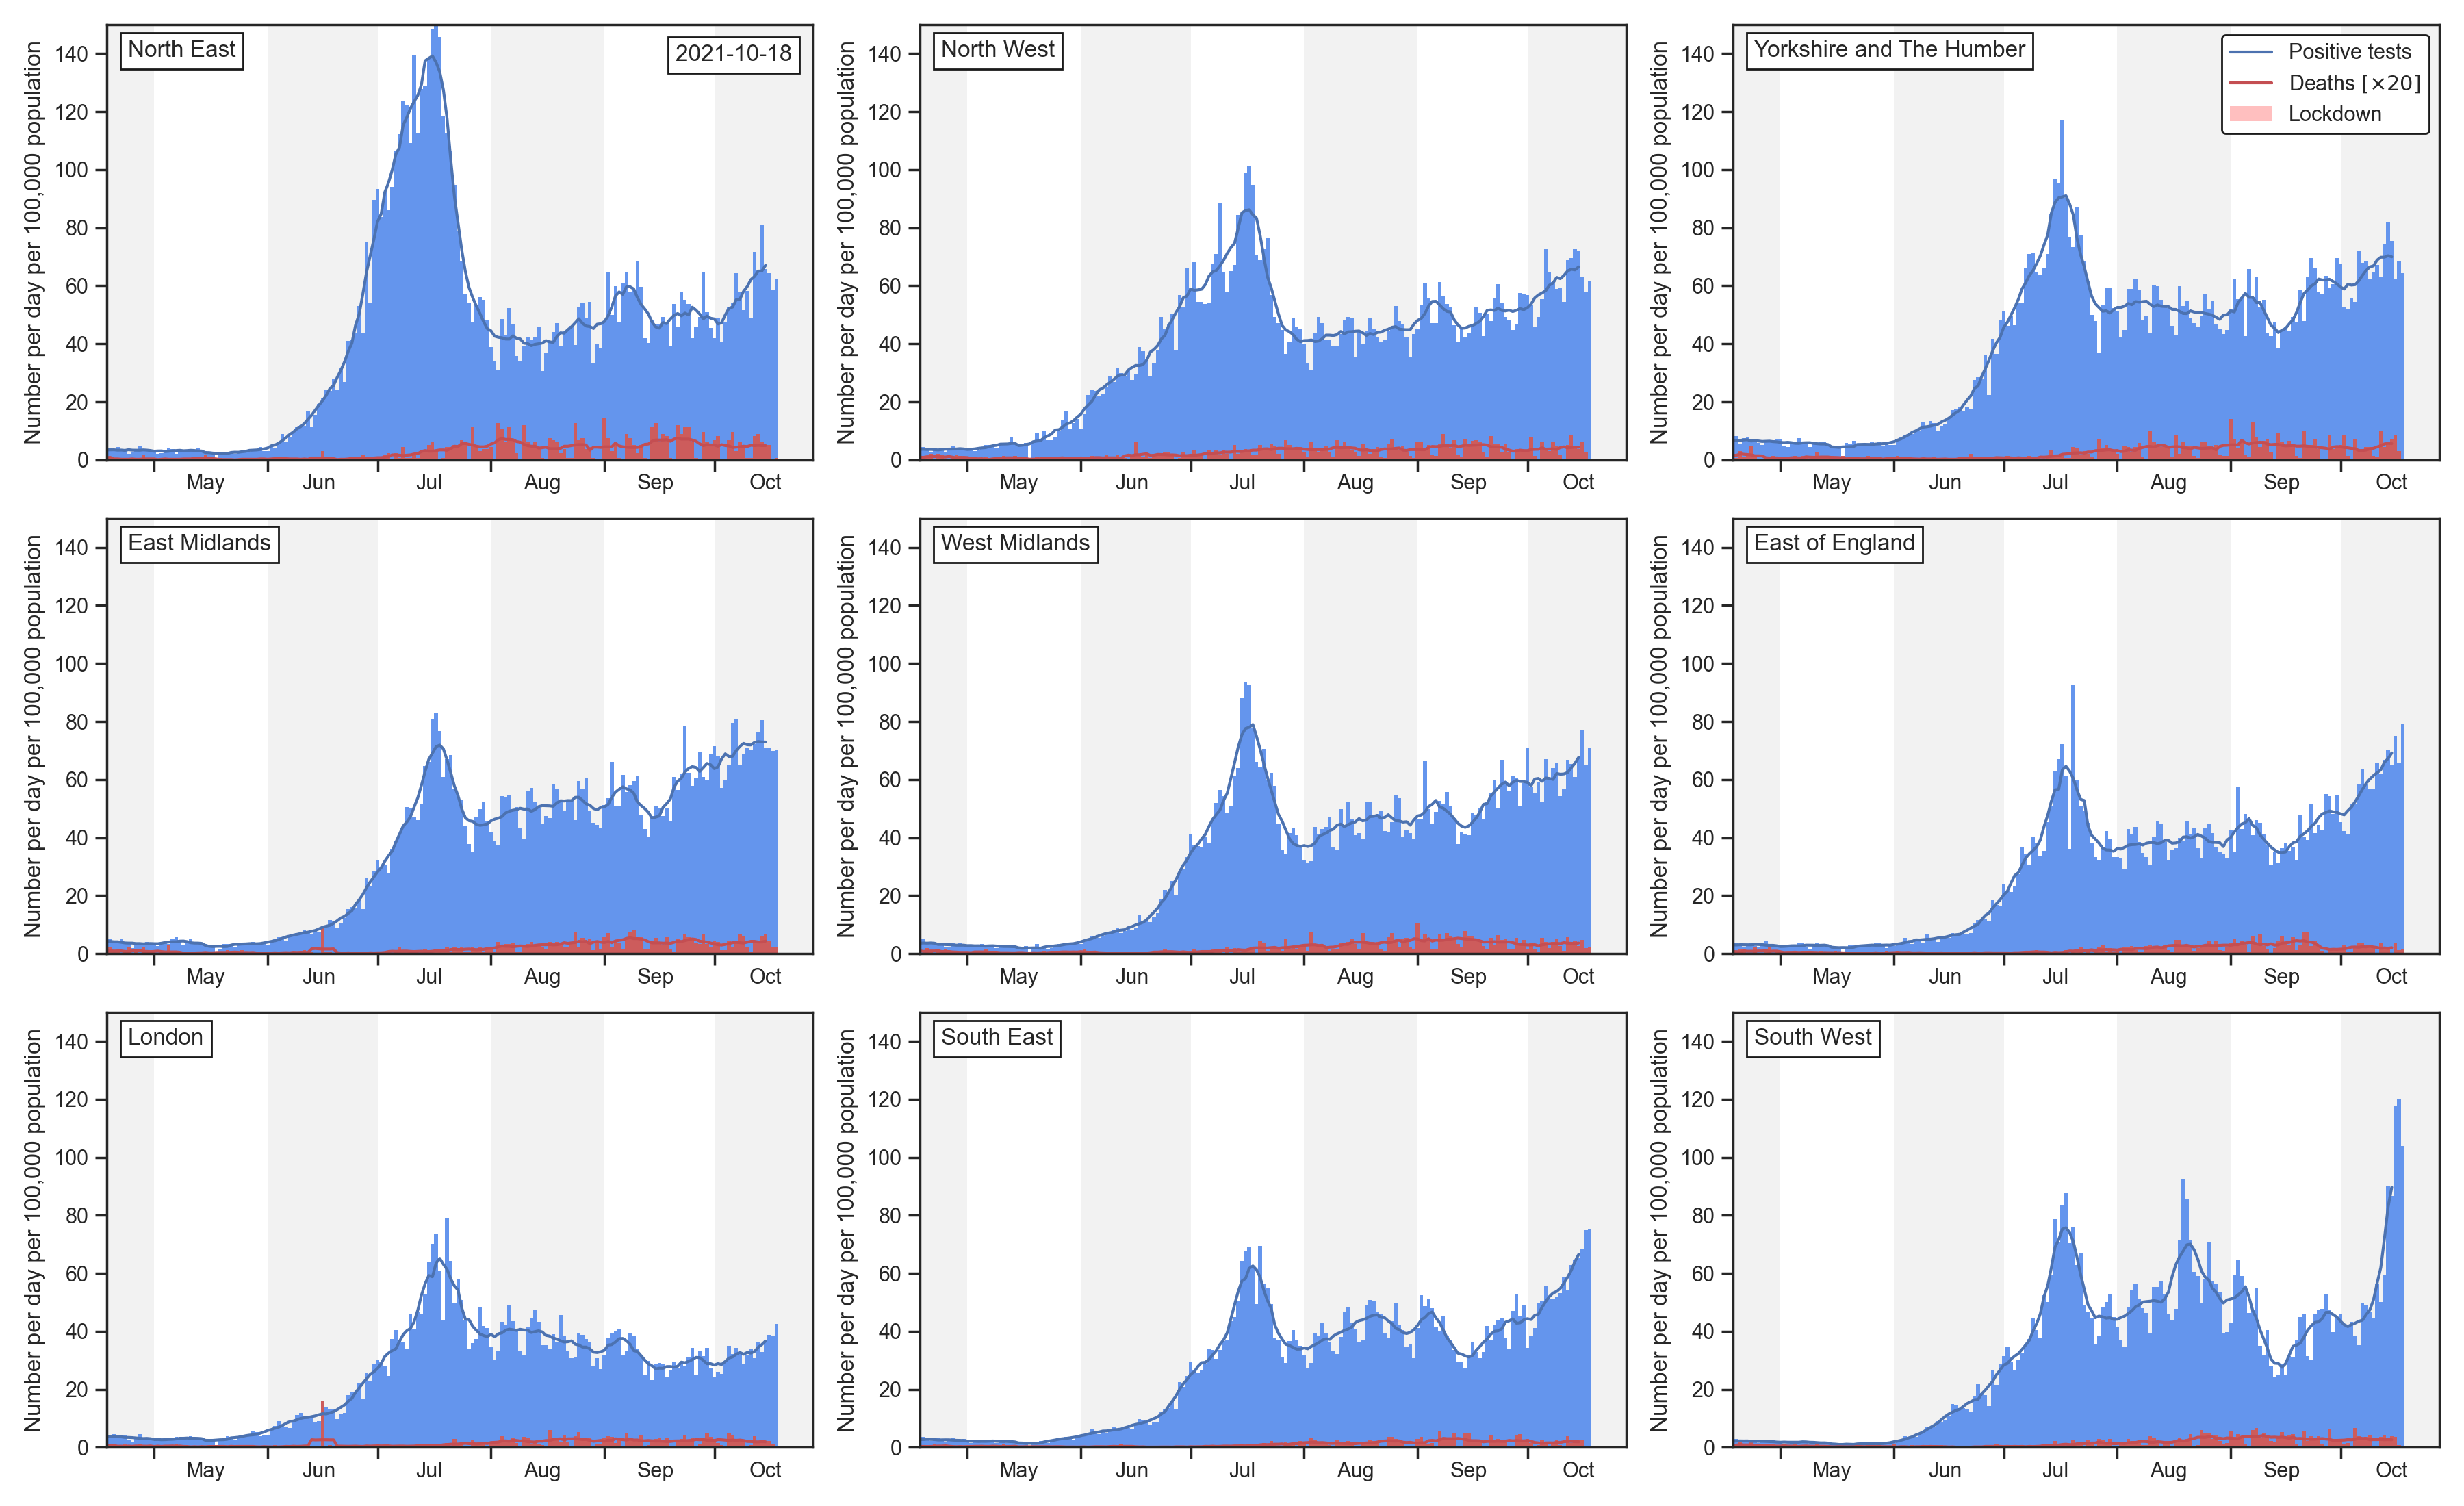 North East
2021-10-18
Number per day per 100,000 population
140
120
100
80
60
40
20
0
May Jun Jul Aug Sep Oct
North West
Number per day per 100,000 population
140
120
100
80
60
40
20
0
May Jun Jul Aug Sep Oct
Yorkshire and The Humber
Positive tests
Deaths [×20]
Lockdown
Number per day per 100,000 population
140
120
100
80
60
40
20
0
May Jun Jul Aug Sep Oct
East Midlands
Number per day per 100,000 population
140
120
100
80
60
40
20
0
May Jun Jul Aug Sep Oct
West Midlands
Number per day per 100,000 population
140
120
100
80
60
40
20
0
May Jun Jul Aug Sep Oct
East of England
Number per day per 100,000 population
140
120
100
80
60
40
20
0
May Jun Jul Aug Sep Oct
London
Number per day per 100,000 population
140
120
100
80
60
40
20
0
May Jun Jul Aug Sep Oct
South East
Number per day per 100,000 population
140
120
100
80
60
40
20
0
May Jun Jul Aug Sep Oct
South West
Number per day per 100,000 population
140
120
100
80
60
40
20
0
May Jun Jul Aug Sep Oct